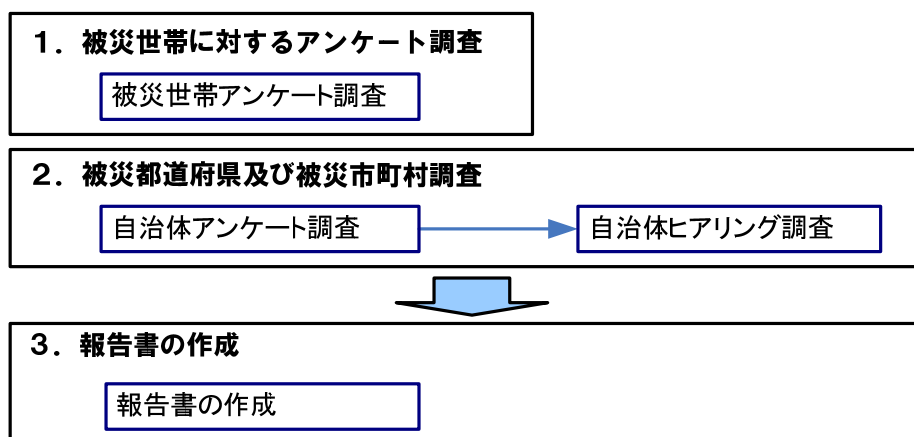 １．被災世帯に対するアンケート調査
被災世帯アンケート調査
２．被災都道府県及び被災市町村調査
自治体アンケート調査
自治体ヒアリング調査
３．報告書の作成
報告書の作成